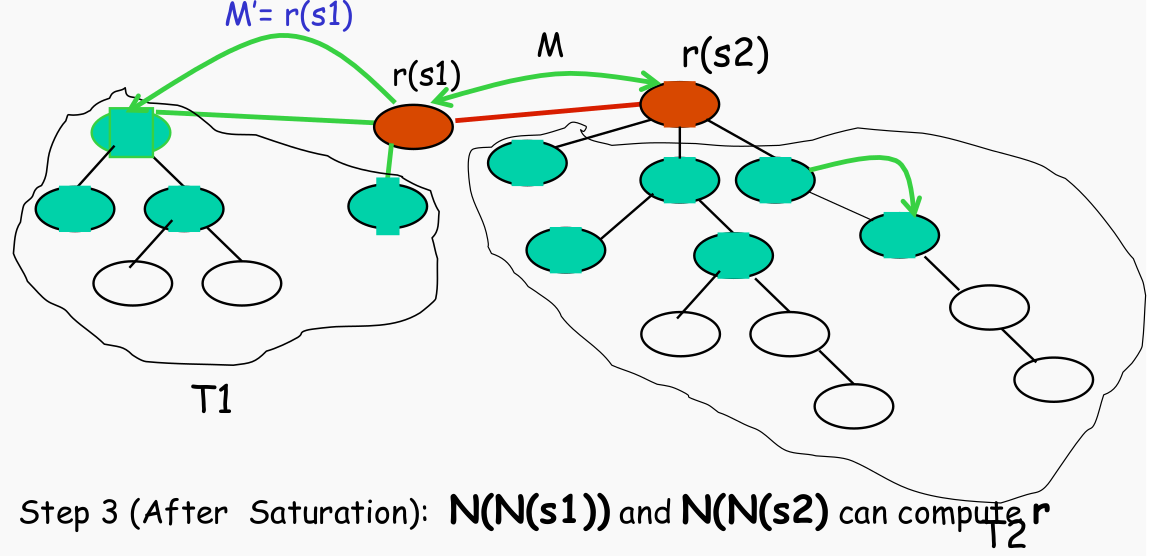 M'= r(s1)
M
r(s1)
r(s2)
T1
Step 3 (After Saturation): N(N(s1)) and N(N(s2) can compute r
T2